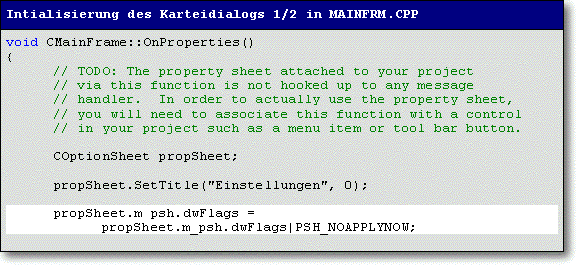 Intialisierung des Karteidialogs 1/2 in MAINFRM.CPP
void CMainFrame::OnProperties()
{
// TODO: The property sheet attached to your project
// via this function is not hooked up to any message
// handler.  In order to actually use the property sheet,
// you will need to associate this function with a control
// in your project such as a menu item or tool bar button.
COptionSheet propSheet;
propSheet.SetTitle("Einstellungen", 0);
propSheet.m_psh.dwFlags =
propSheet.m_psh.dwFlags|PSH_NOAPPLYNOW;